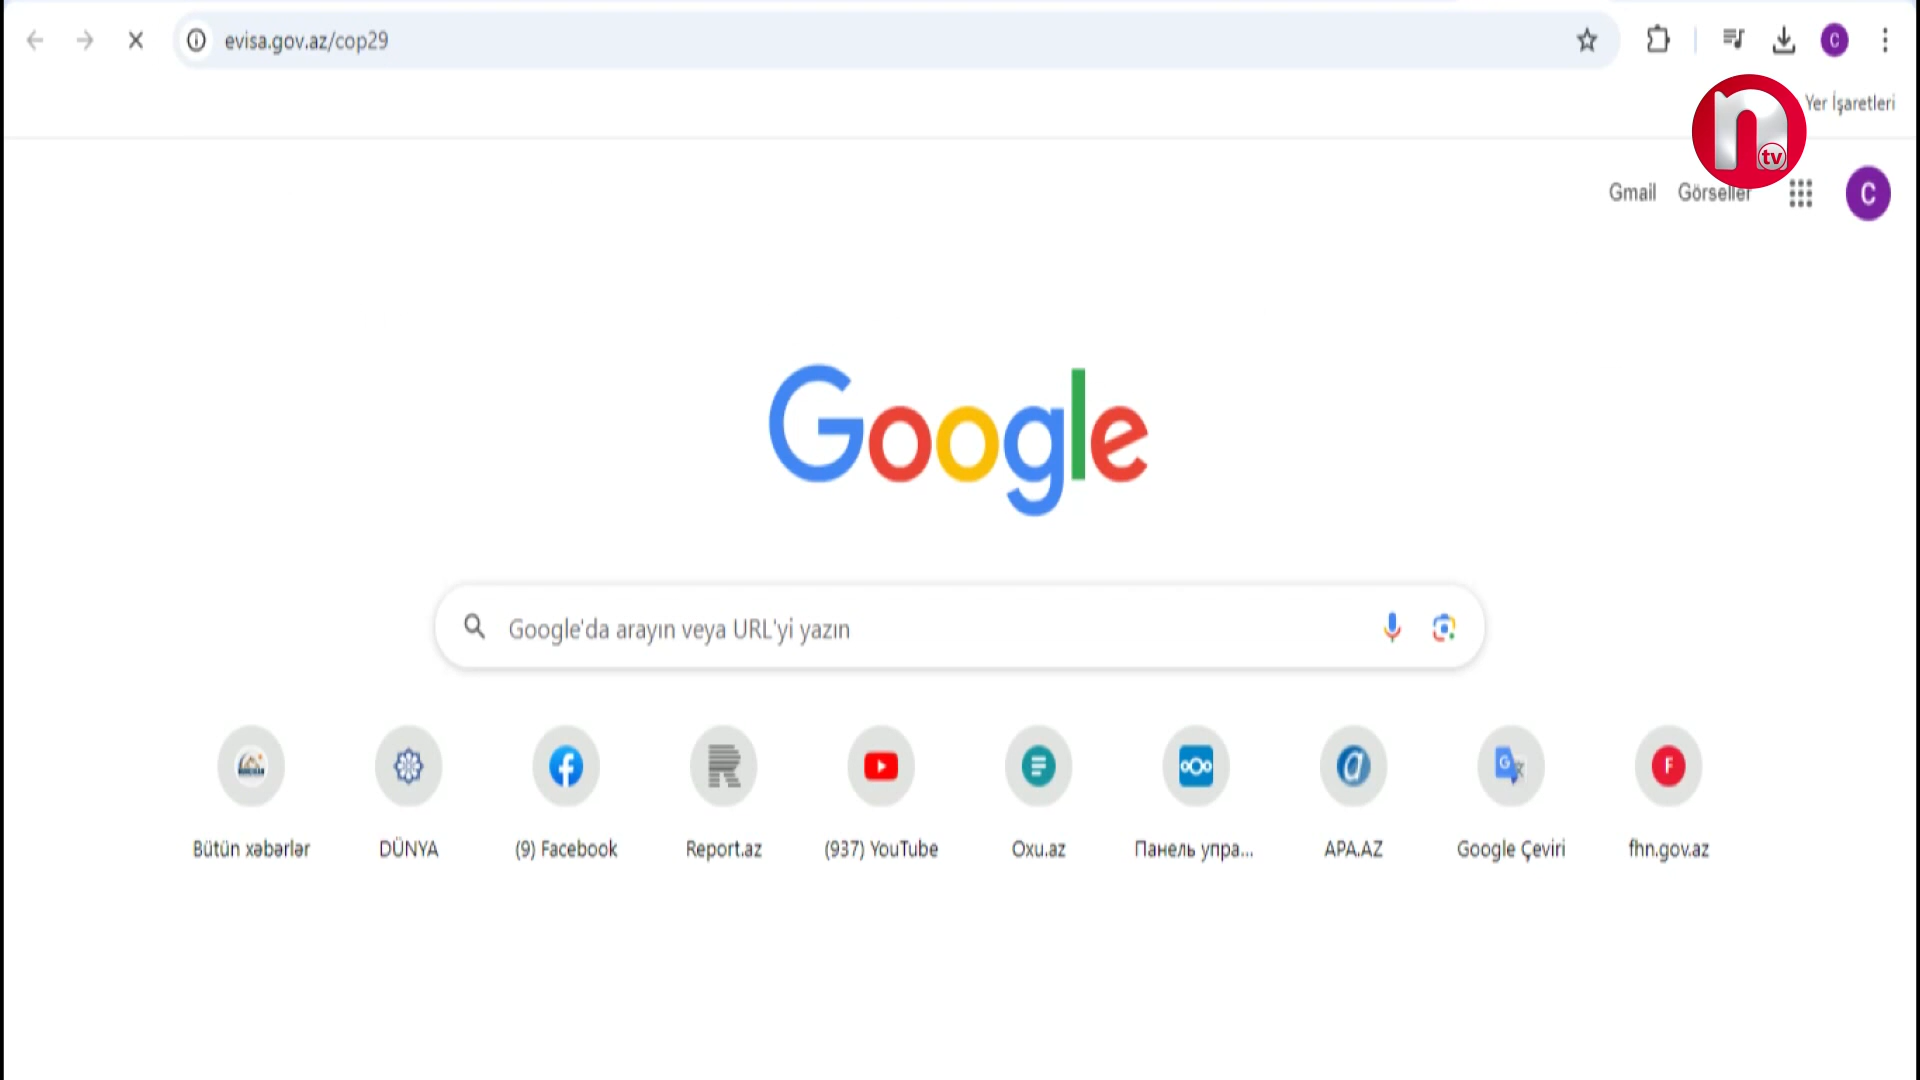 evisa.gov.az/cop29
C
Yer İşaretleri
n tv
Gmail Görseller
C
Google
Google'da arayın veya URL'yi yazın
Bütün xəbərlər DÜNYA (9) Facebook Report.az (937) YouTube Oxu.az Панель упра... APA.AZ Google Çeviri fhn.gov.az